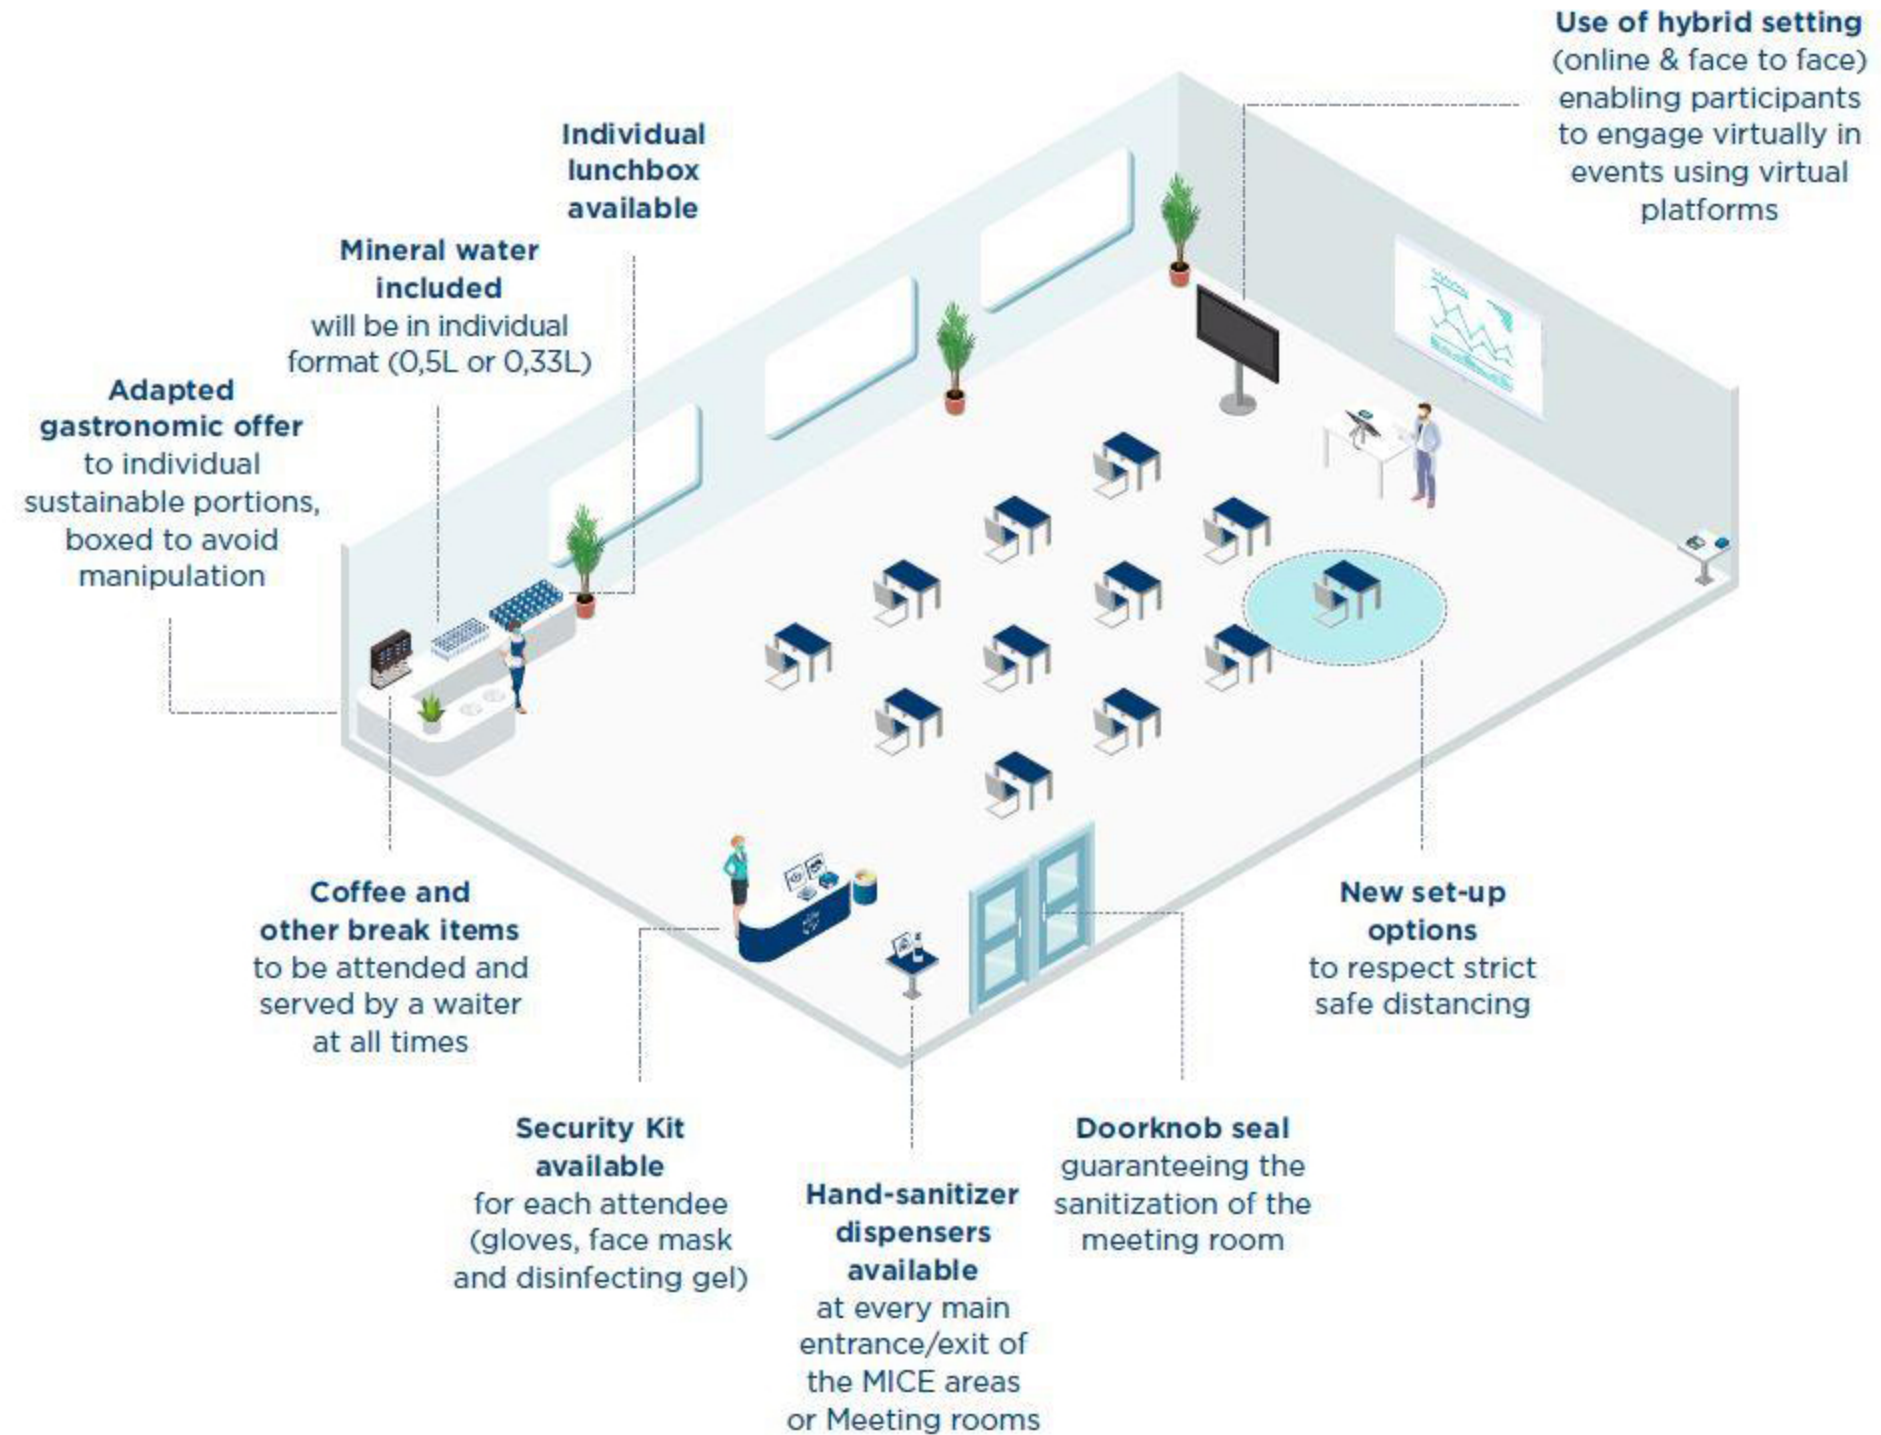 Use of hybrid setting
(online & face to face)
enabling participants
to engage virtually in
events using virtual
platforms
Individual
lunchbox
available
Mineral water
included
will be in individual
format (0,5L or 0,33L)
Adapted
gastronomic offer
to individual
sustainable portions,
boxed to avoid
manipulation
Coffee and
other break items
to be attended and
served by a waiter
at all times
New set-up
options
to respect strict
safe distancing
Security Kit
available
for each attendee
(gloves, face mask
and disinfecting gel)
Hand-sanitizer
dispensers
available
at every main
entrance/exit of
the MICE areas
or Meeting rooms
Doorknob seal
guaranteeing the
sanitization of the
meeting room